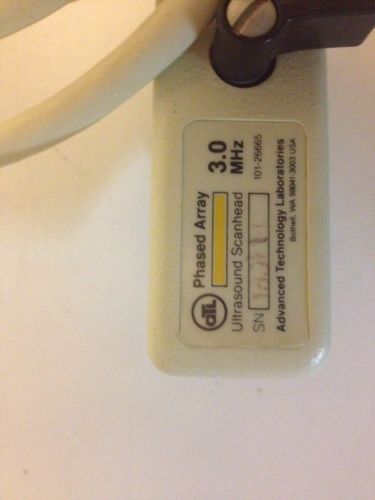 ATL Phased Array 3.0
MHz
Ultrasound Scanhead 101-26665
SN
Advanced Technology Laboratories
Bothell, WA 98041-3003 USA